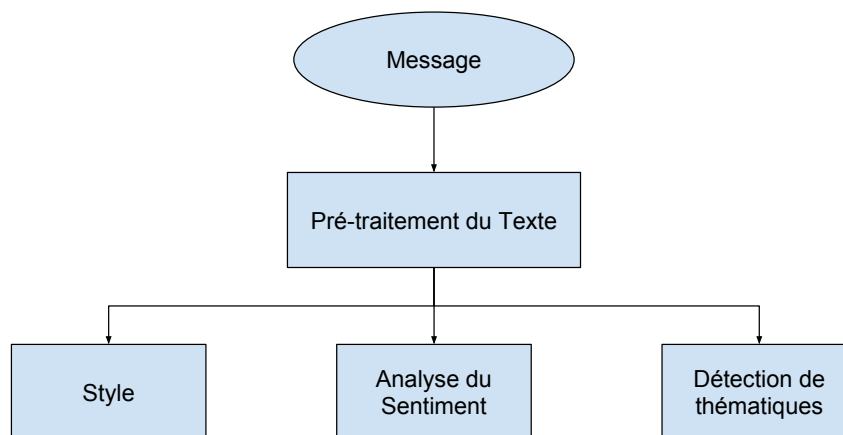 Message
Pré-traitement du Texte
Style
Analyse du
Sentiment
Détection de
thématiques